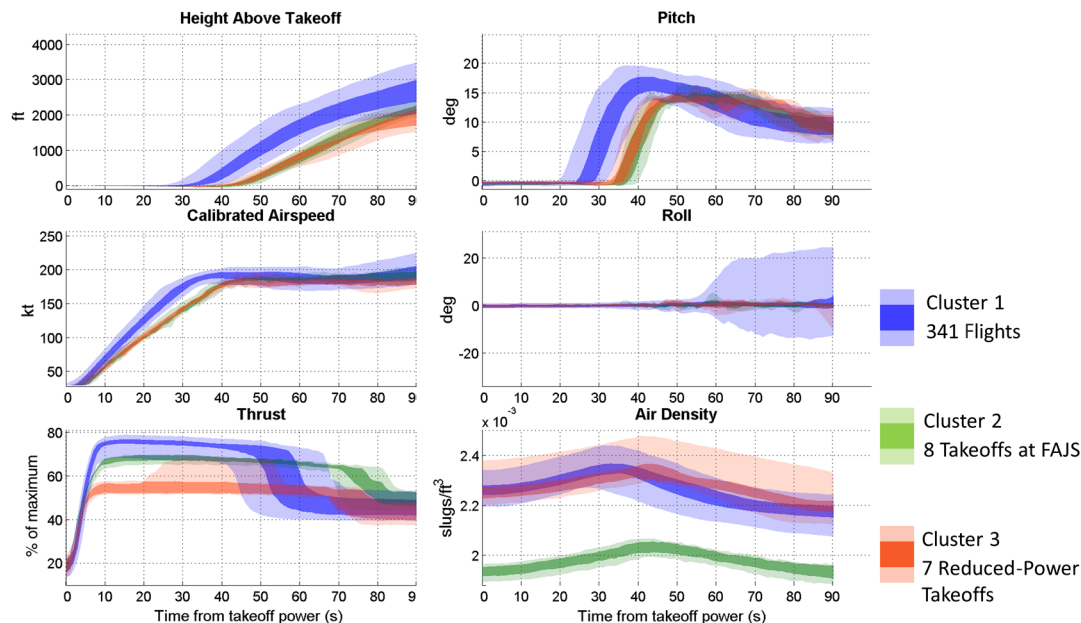 Height Above Takeoff
4000
3000
2000
1000
0
ft
0 10 20 30 40 50 60 70 80 90
Pitch
20
15
10
5
0
deg
0 10 20 30 40 50 60 70 80 90
Calibrated Airspeed
250
200
150
100
50
kt
0 10 20 30 40 50 60 70 80 90
Roll
20
0
-20
deg
0 10 20 30 40 50 60 70 80 90
Thrust
80
60
40
20
% of maximum
0 10 20 30 40 50 60 70 80 90
Time from takeoff power (s)
Air Density
x 10⁻³
2.4
2.2
2
slugs/ft³
0 10 20 30 40 50 60 70 80 90
Time from takeoff power (s)
Cluster 1
341 Flights
Cluster 2
8 Takeoffs at FAJS
Cluster 3
7 Reduced-Power
Takeoffs